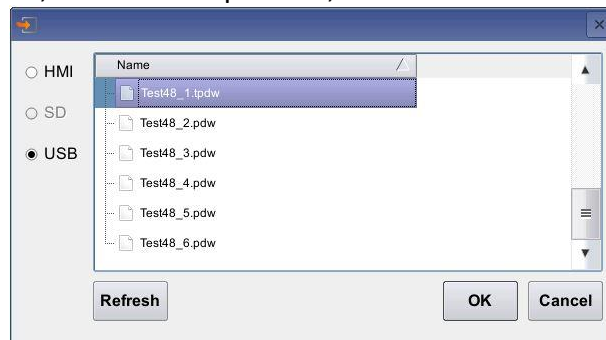 Name
HMI
Test48_1.tpdw
SD
Test48_2.pdw
USB
Test48_3.pdw
Test48_4.pdw
Test48_5.pdw
Test48_6.pdw
Refresh
OK
Cancel